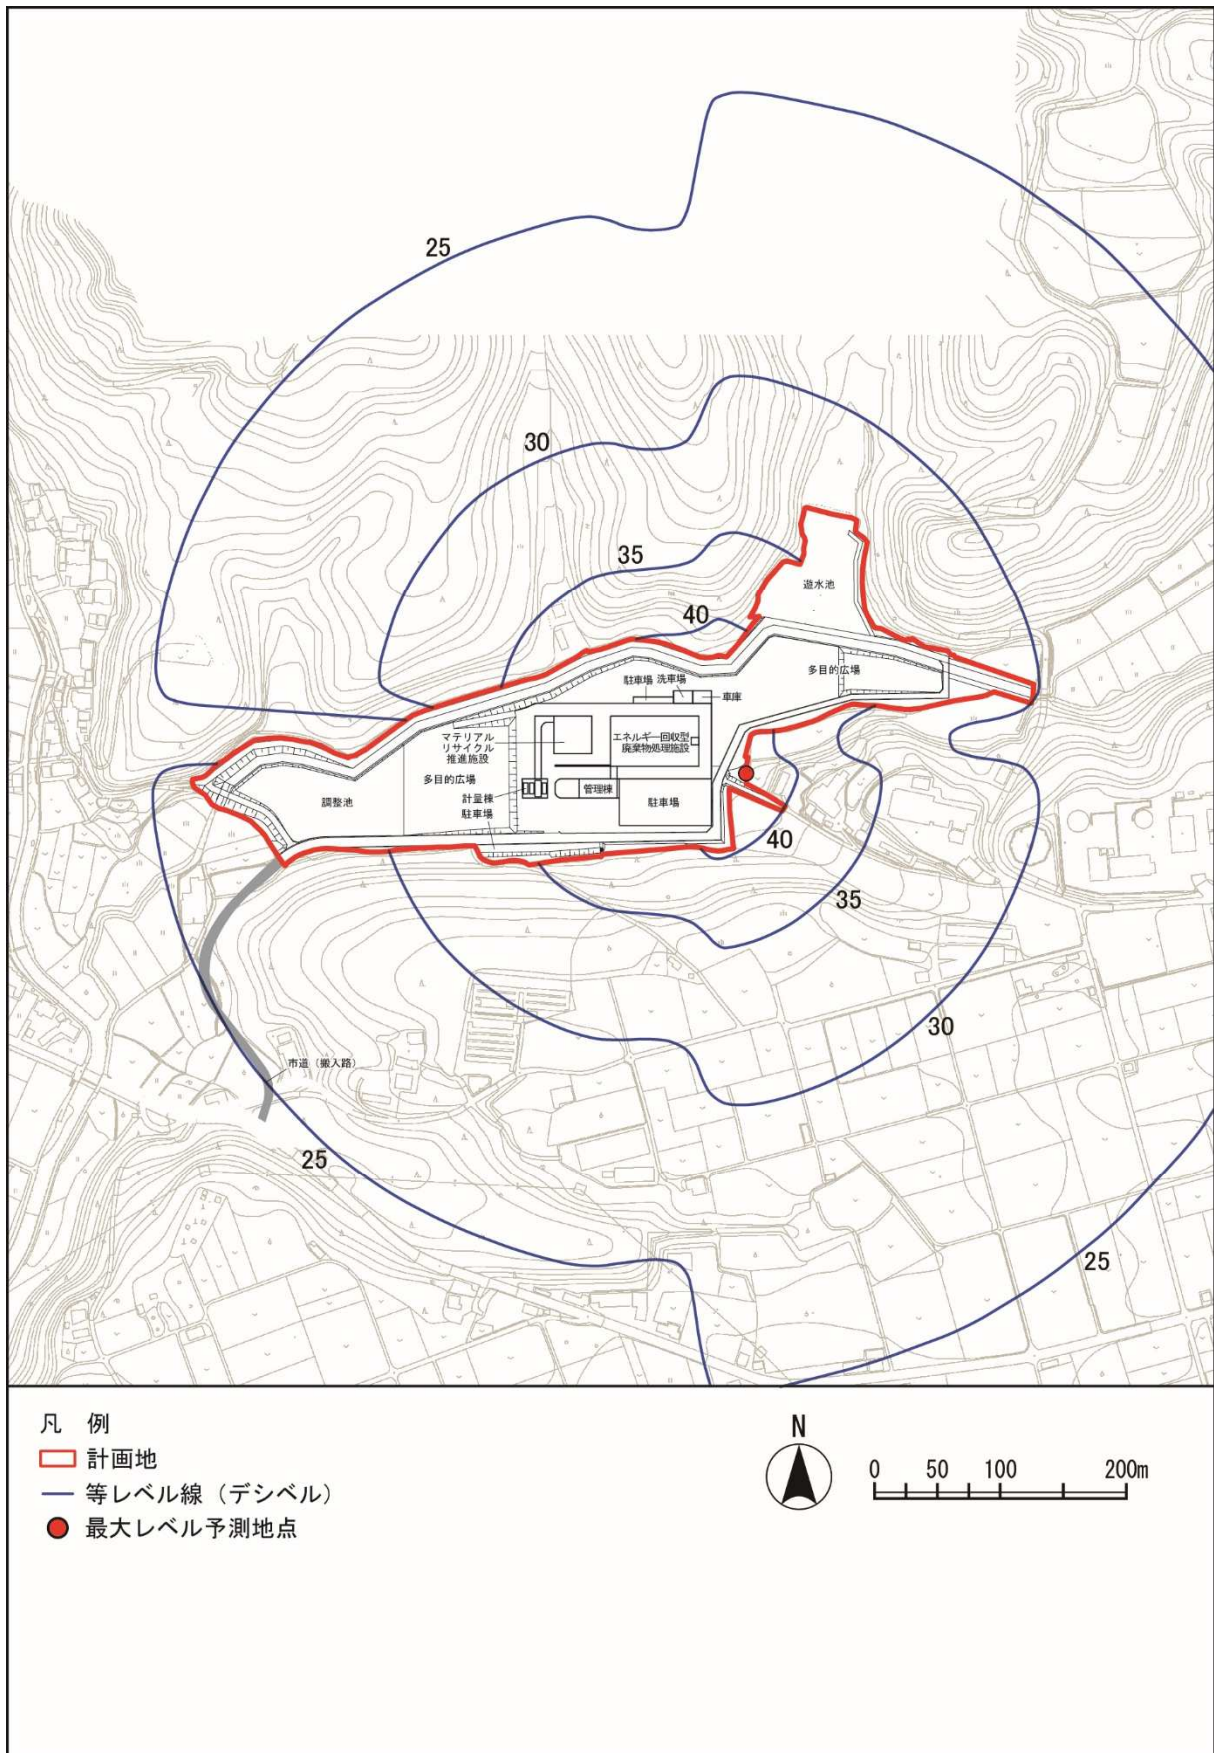 25
30
35
遊水池
40
多目的広場
駐車場 洗車場
車庫
マテリアル
リサイクル
推進施設
エネルギー回収型
廃棄物処理施設
多目的広場
計量棟
駐車場
管理棟
駐車場
調整池
40
35
30
市道（搬入路）
25
25
凡 例
計画地
等レベル線（デシベル）
最大レベル予測地点
N
0 50 100 200m